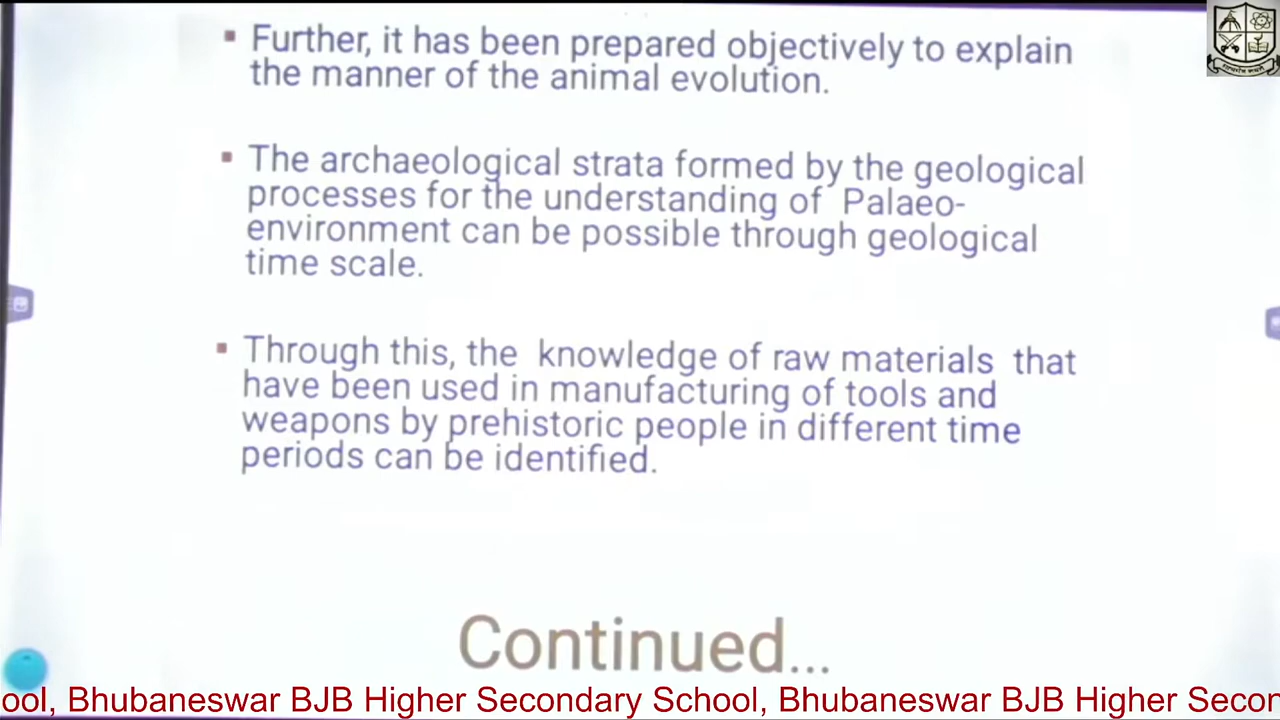 ▪ Further, it has been prepared objectively to explain
the manner of the animal evolution.
▪ The archaeological strata formed by the geological
processes for the understanding of Palaeo-
environment can be possible through geological
time scale.
▪ Through this, the knowledge of raw materials that
have been used in manufacturing of tools and
weapons by prehistoric people in different time
periods can be identified.
Continued...
ool, Bhubaneswar BJB Higher Secondary School, Bhubaneswar BJB Higher Secon